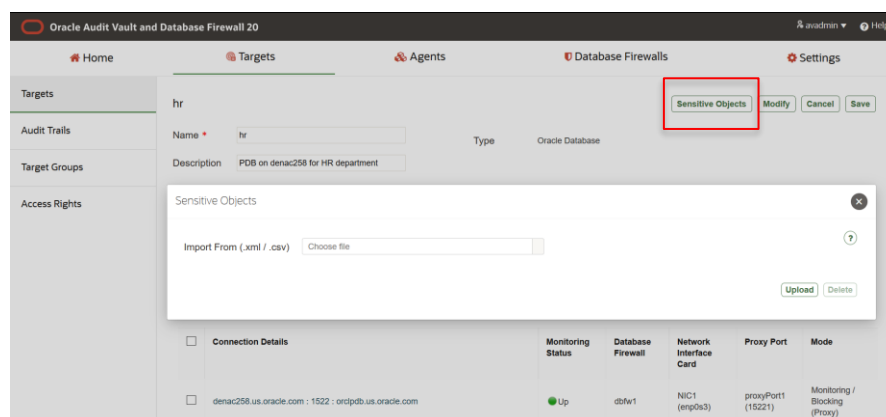 Oracle Audit Vault and Database Firewall 20 avadmin Help
Home Targets Agents Database Firewalls Settings
Targets
hr Sensitive Objects Modify Cancel Save
Audit Trails
Name * hr Type Oracle Database
Target Groups
Description PDB on denac258 for HR department
Access Rights
Sensitive Objects
Import From (.xml / .csv) Choose file ?
Upload Delete
Connection Details Monitoring Status Database Firewall Network Interface Card Proxy Port Mode
denac258.us.oracle.com : 1522 : orclpdb.us.oracle.com Up dbfw1 NIC1 (enp0s3) proxyPort1 (15221) Monitoring / Blocking (Proxy)